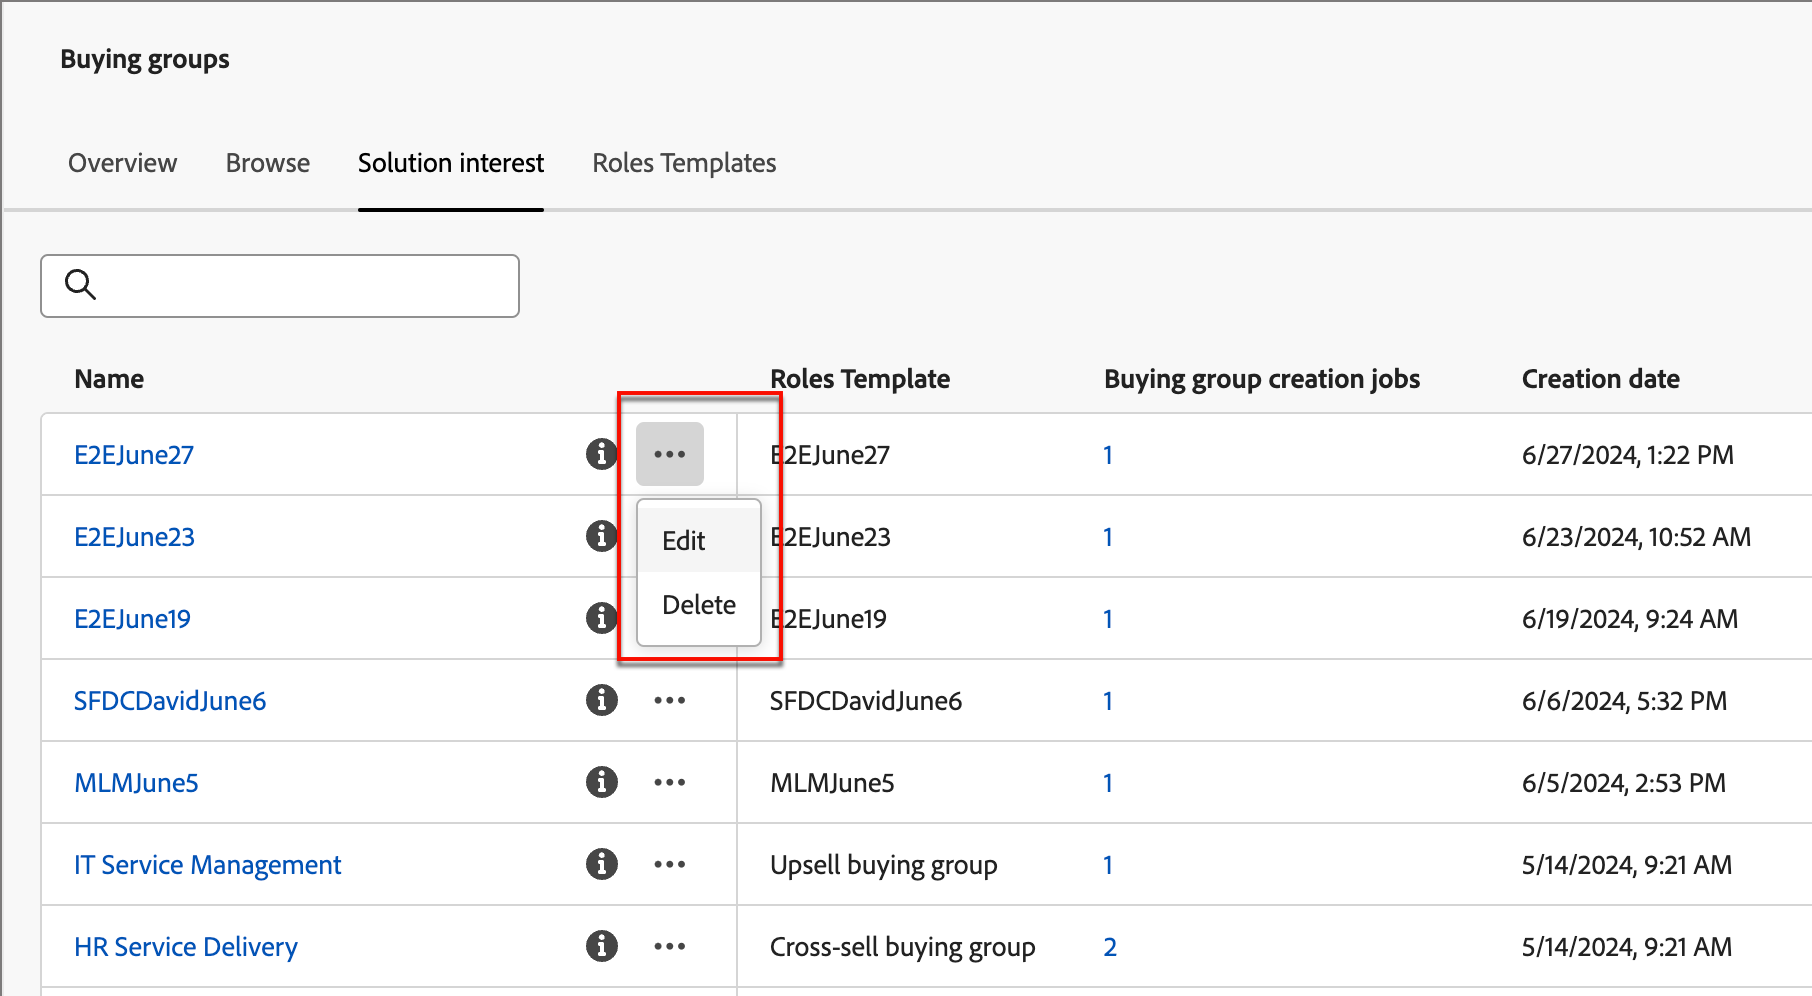 Buying groups
Overview Browse Solution interest Roles Templates
Name Roles Template Buying group creation jobs Creation date
E2EJune27 E2EJune27 1 6/27/2024, 1:22 PM
Edit
E2EJune23 E2EJune23 1 6/23/2024, 10:52 AM
Delete
E2EJune19 E2EJune19 1 6/19/2024, 9:24 AM
SFDCDavidJune6 SFDCDavidJune6 1 6/6/2024, 5:32 PM
MLMJune5 MLMJune5 1 6/5/2024, 2:53 PM
IT Service Management Upsell buying group 1 5/14/2024, 9:21 AM
HR Service Delivery Cross-sell buying group 2 5/14/2024, 9:21 AM